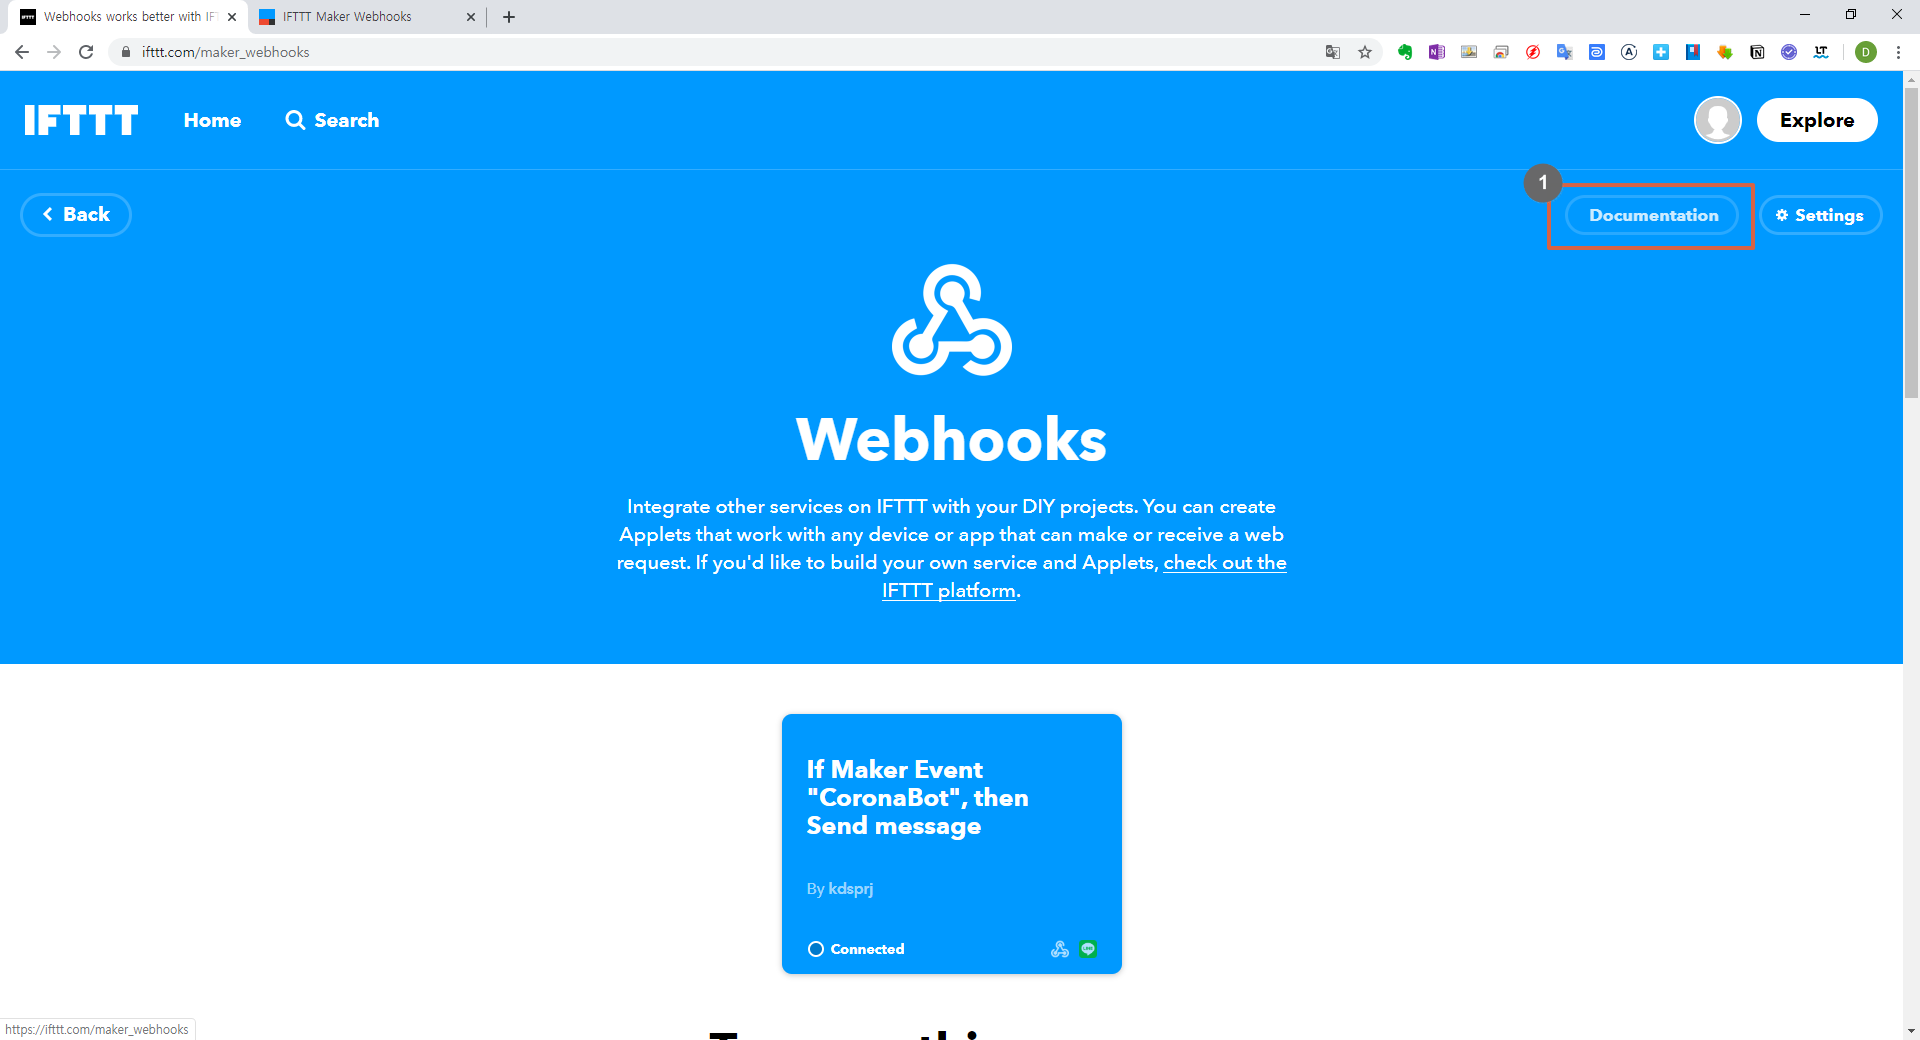 Webhooks works better with IFT
IFTTT Maker Webhooks
ifttt.com/maker_webhooks
D
IFTTT
Home
Search
Explore
Back
1
Documentation
Settings
Webhooks
Integrate other services on IFTTT with your DIY projects. You can create
Applets that work with any device or app that can make or receive a web
request. If you'd like to build your own service and Applets, check out the
IFTTT platform.
If Maker Event
"CoronaBot", then
Send message
By kdsprj
Connected
https://ifttt.com/maker_webhooks